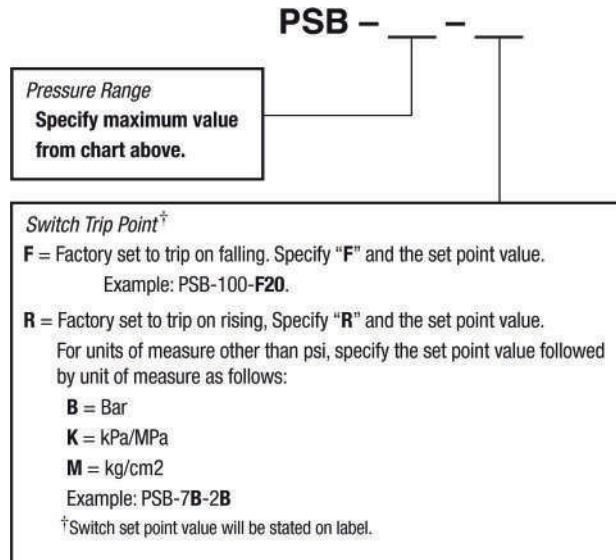 PSB – __ – __
Pressure Range
Specify maximum value
from chart above.
Switch Trip Point†
F = Factory set to trip on falling. Specify “F” and the set point value.
Example: PSB-100-F20.
R = Factory set to trip on rising, Specify “R” and the set point value.
For units of measure other than psi, specify the set point value followed
by unit of measure as follows:
B = Bar
K = kPa/MPa
M = kg/cm2
Example: PSB-7B-2B
†Switch set point value will be stated on label.